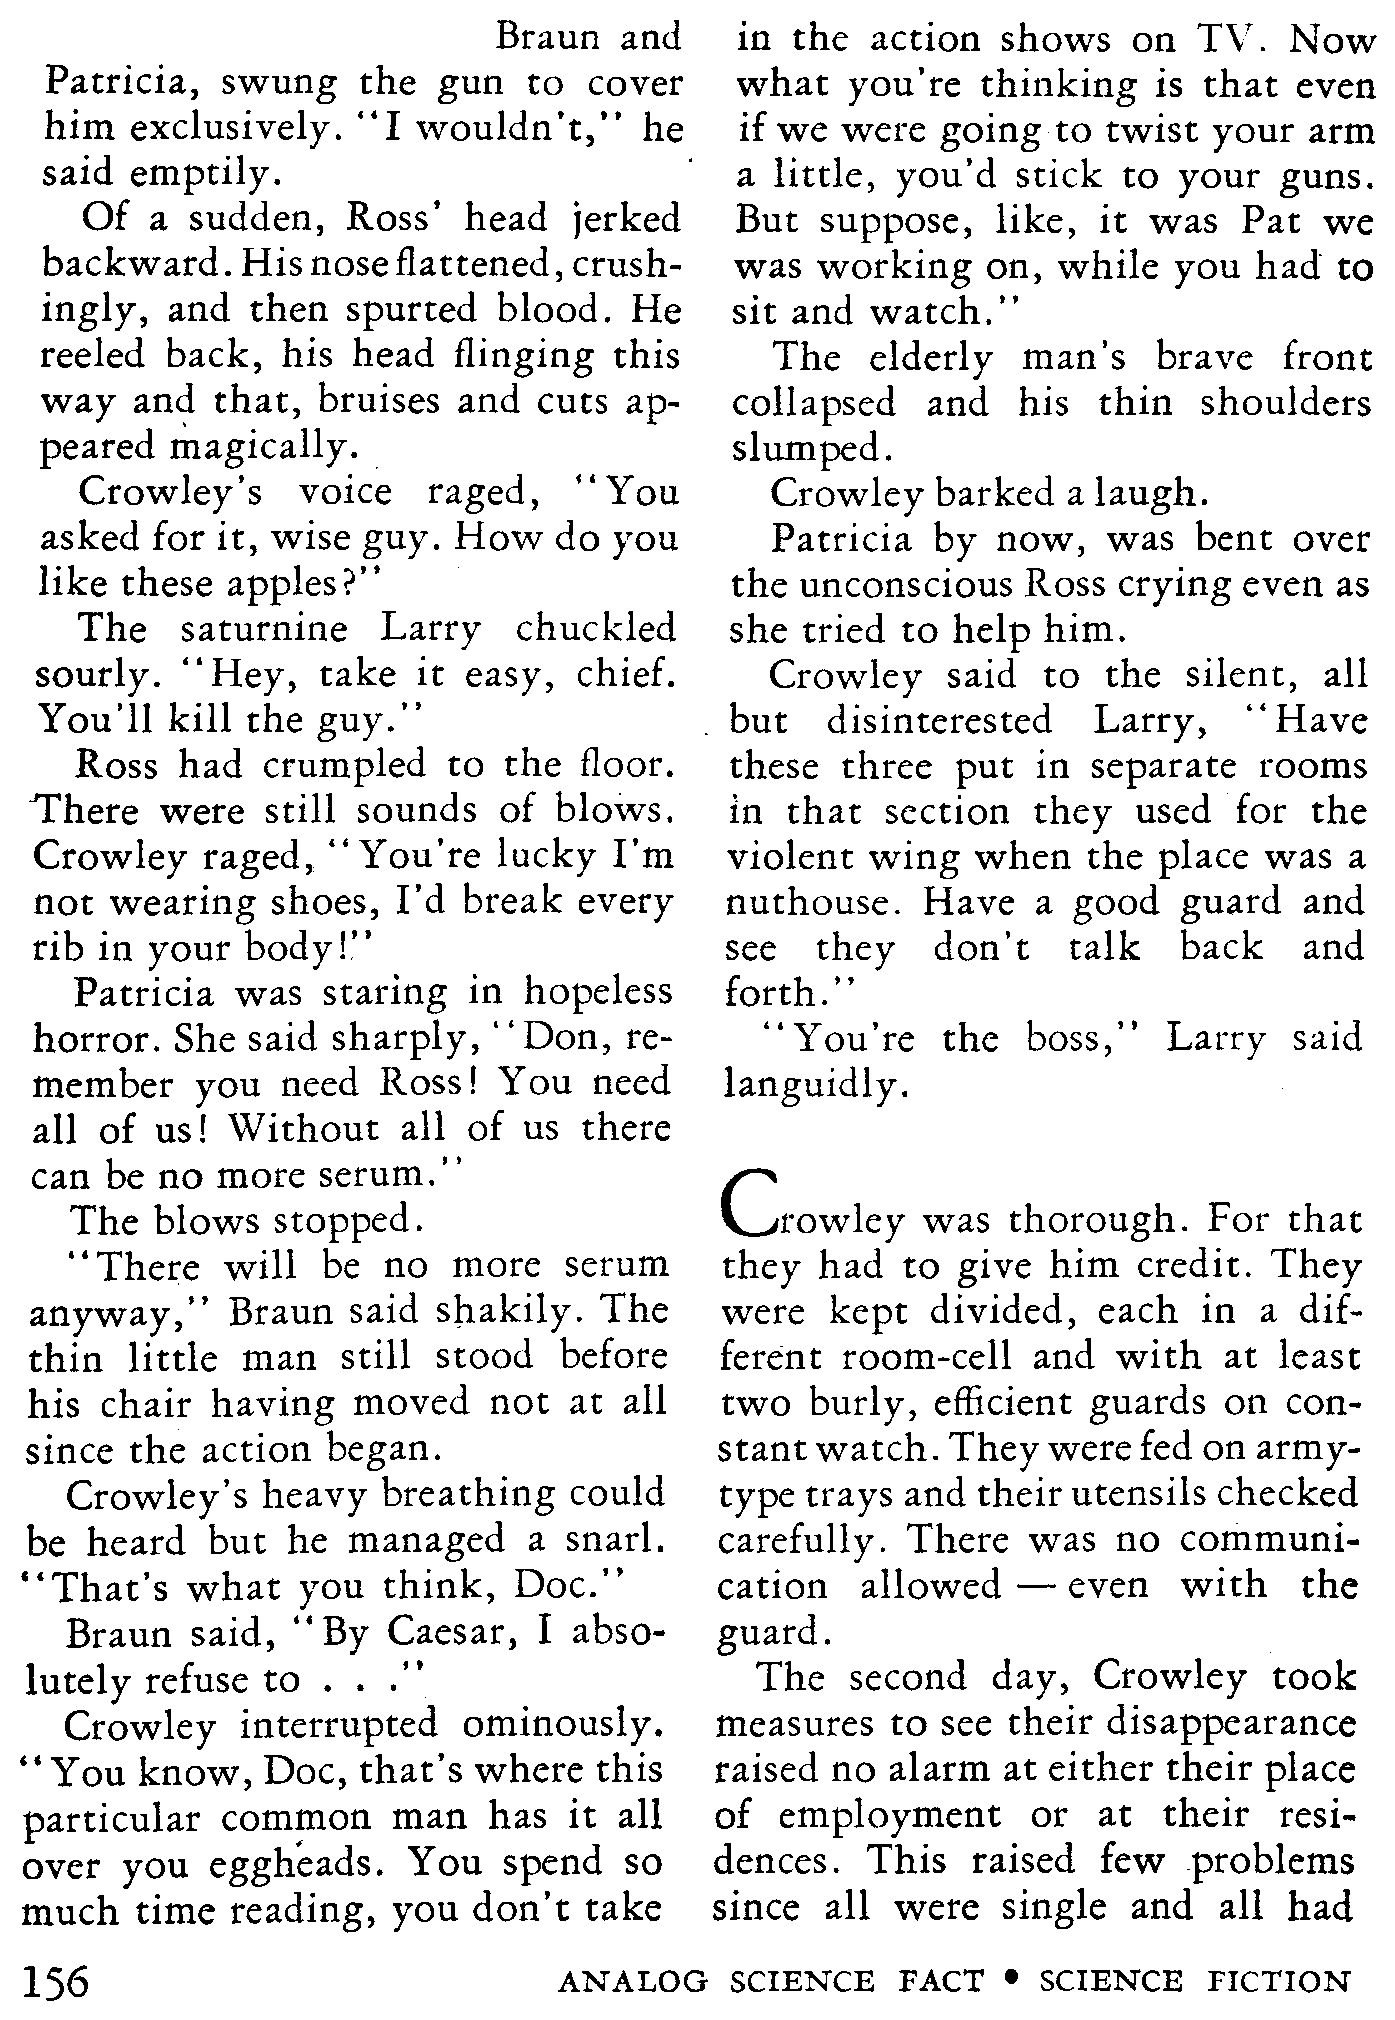 Braun and
Patricia, swung the gun to cover
him exclusively. "I wouldn't," he
said emptily.
Of a sudden, Ross' head jerked
backward. His nose flattened, crush-
ingly, and then spurted blood. He
reeled back, his head flinging this
way and that, bruises and cuts ap-
peared magically.
Crowley's voice raged, "You
asked for it, wise guy. How do you
like these apples?"
The saturnine Larry chuckled
sourly. "Hey, take it easy, chief.
You'll kill the guy."
Ross had crumpled to the floor.
There were still sounds of blows.
Crowley raged, "You're lucky I'm
not wearing shoes, I'd break every
rib in your body!"
Patricia was staring in hopeless
horror. She said sharply, "Don, re-
member you need Ross! You need
all of us! Without all of us there
can be no more serum."
The blows stopped.
"There will be no more serum
anyway," Braun said shakily. The
thin little man still stood before
his chair having moved not at all
since the action began.
Crowley's heavy breathing could
be heard but he managed a snarl.
"That's what you think, Doc."
Braun said, "By Caesar, I abso-
lutely refuse to . . ."
Crowley interrupted ominously.
"You know, Doc, that's where this
particular common man has it all
over you eggheads. You spend so
much time reading, you don't take
in the action shows on TV. Now
what you're thinking is that even
if we were going to twist your arm
a little, you'd stick to your guns.
But suppose, like, it was Pat we
was working on, while you had to
sit and watch."
The elderly man's brave front
collapsed and his thin shoulders
slumped.
Crowley barked a laugh.
Patricia by now, was bent over
the unconscious Ross crying even as
she tried to help him.
Crowley said to the silent, all
but disinterested Larry, "Have
these three put in separate rooms
in that section they used for the
violent wing when the place was a
nuthouse. Have a good guard and
see they don't talk back and
forth."
"You're the boss," Larry said
languidly.
Crowley was thorough. For that
they had to give him credit. They
were kept divided, each in a dif-
ferent room-cell and with at least
two burly, efficient guards on con-
stant watch. They were fed on army-
type trays and their utensils checked
carefully. There was no communi-
cation allowed — even with the
guard.
The second day, Crowley took
measures to see their disappearance
raised no alarm at either their place
of employment or at their resi-
dences. This raised few problems
since all were single and all had
156 ANALOG SCIENCE FACT • SCIENCE FICTION